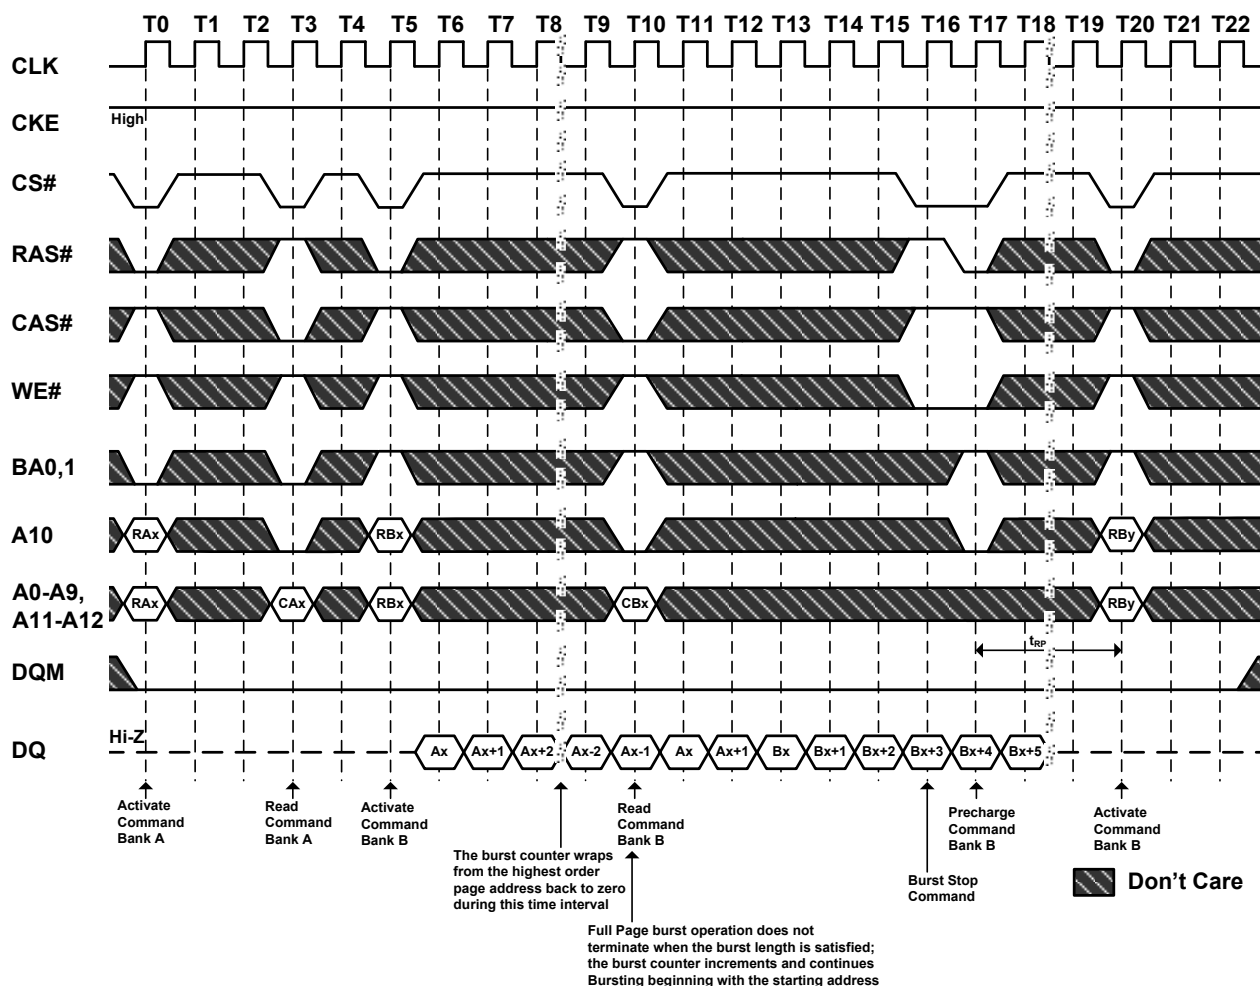 T0 T1 T2 T3 T4 T5 T6 T7 T8 T9 T10 T11 T12 T13 T14 T15 T16 T17 T18 T19 T20 T21 T22
CLK
CKE
High
CS#
RAS#
CAS#
WE#
BA0,1
A10
RAx RBx RBy
A0-A9,
A11-A12
RAx CAx RBx CBx RBy
tRP
DQM
DQ
Hi-Z
Ax Ax+1 Ax+2 Ax-2 Ax-1 Ax Ax+1 Bx Bx+1 Bx+2 Bx+3 Bx+4 Bx+5
Activate
Command
Bank A
Read
Command
Bank A
Activate
Command
Bank B
The burst counter wraps
from the highest order
page address back to zero
during this time interval
Read
Command
Bank B
Full Page burst operation does not
terminate when the burst length is satisfied;
the burst counter increments and continues
Bursting beginning with the starting address
Burst Stop
Command
Precharge
Command
Bank B
Activate
Command
Bank B
Don't Care